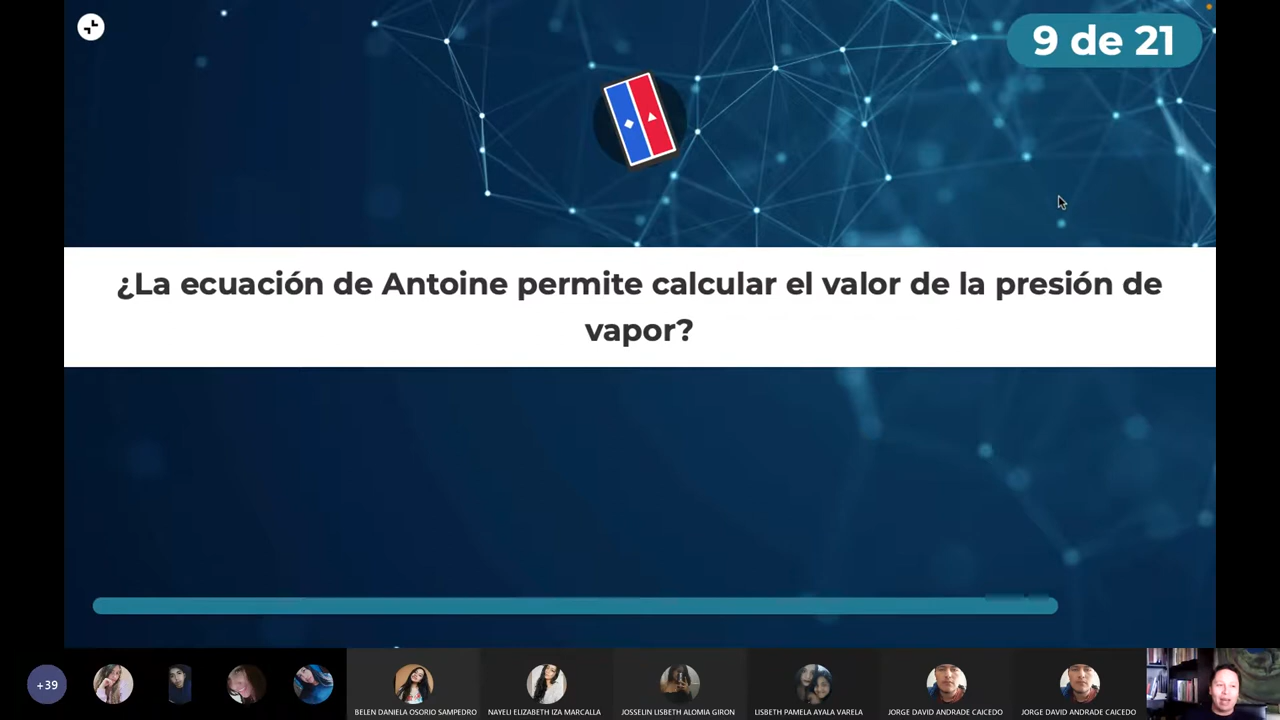 9 de 21
¿La ecuación de Antoine permite calcular el valor de la presión de
vapor?
+39
BELEN DANIELA OSORIO SAMPEDRO
NAYELI ELIZABETH IZA MARCALLA
JOSSELIN LISBETH ALOMIA GIRON
LISBETH PAMELA AYALA VARELA
JORGE DAVID ANDRADE CAICEDO
JORGE DAVID ANDRADE CAICEDO